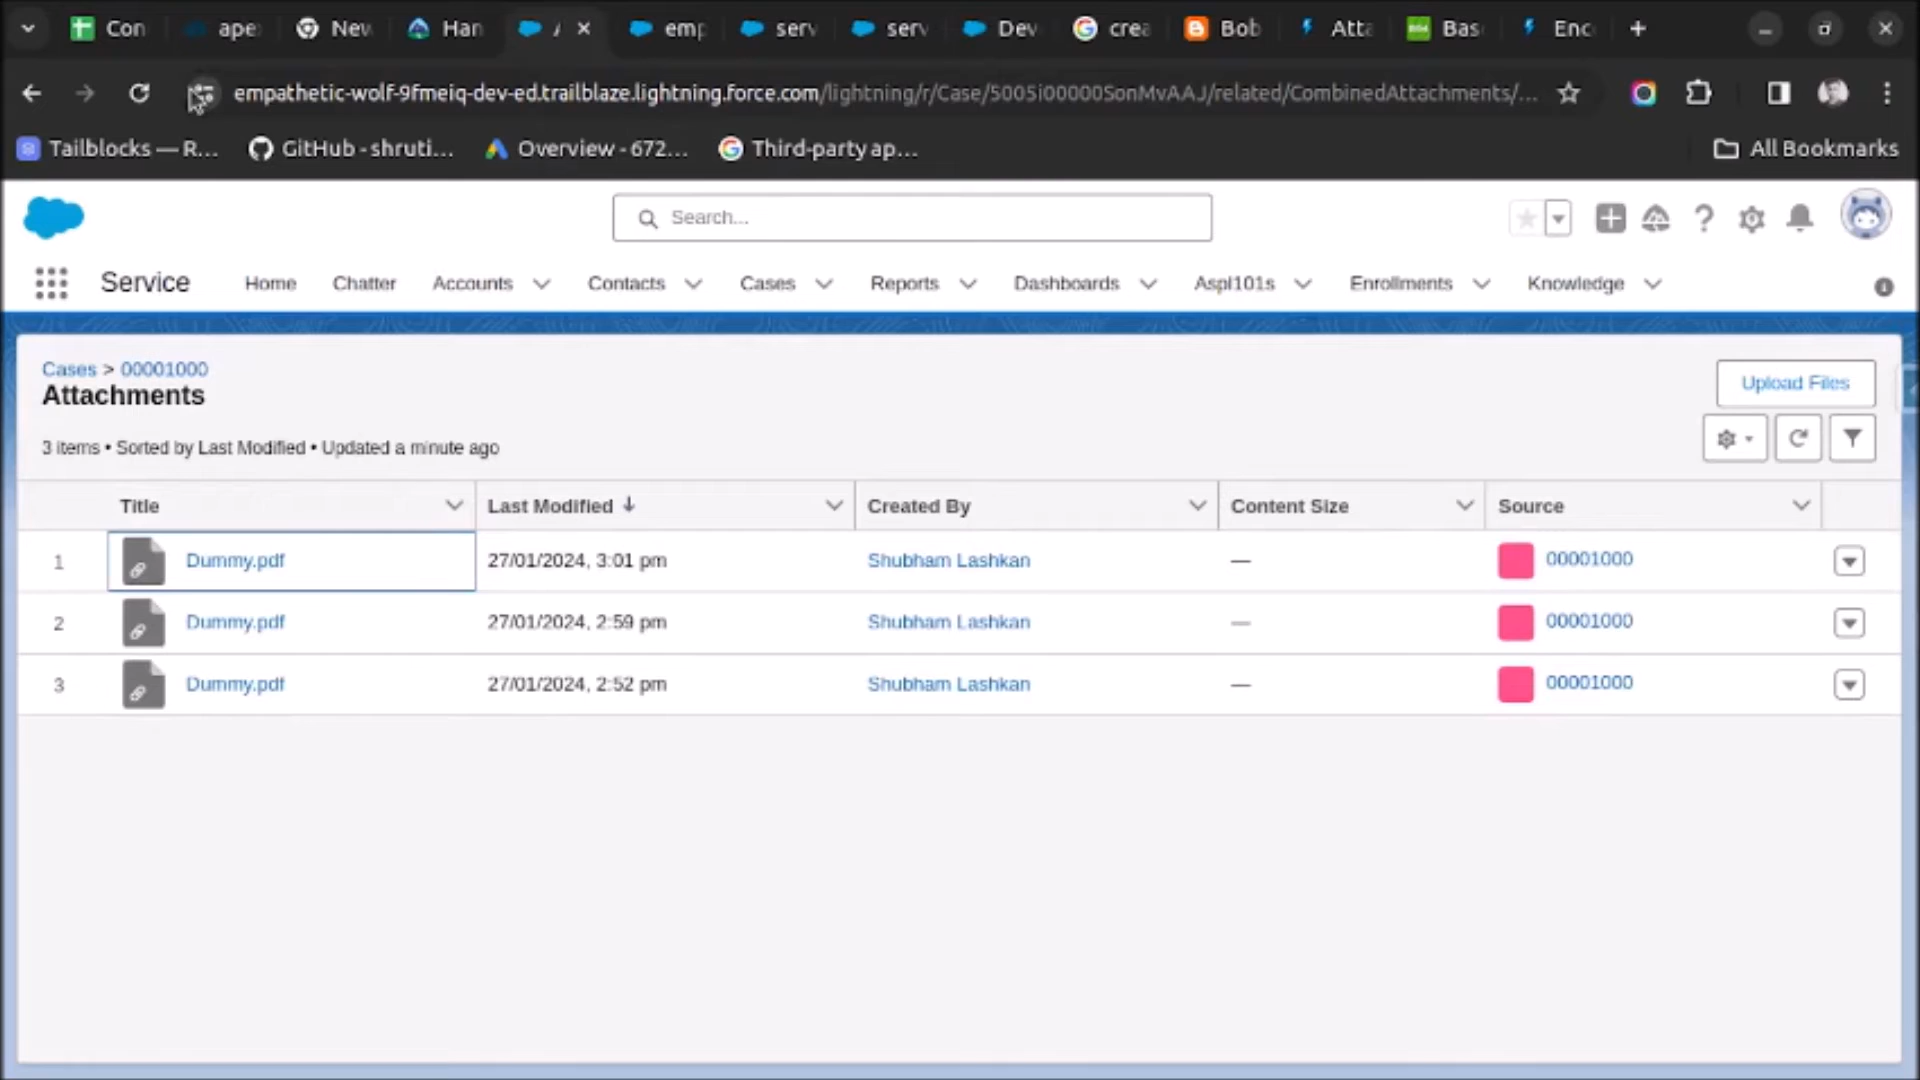 Con ape New Han emp serv serv Dev crea Bob Atta Bas Enc
empathetic-wolf-9fmeiq-dev-ed.trailblaze.lightning.force.com/lightning/r/Case/5005i00000SonMvAAJ/related/CombinedAttachments/...
Tailblocks — R... GitHub - shruti... Overview - 672... Third-party ap... All Bookmarks
Search...
Service Home Chatter Accounts Contacts Cases Reports Dashboards Aspl101s Enrollments Knowledge
Cases > 00001000
Attachments
Upload Files
3 items • Sorted by Last Modified • Updated a minute ago
Title Last Modified Created By Content Size Source
1 Dummy.pdf 27/01/2024, 3:01 pm Shubham Lashkan — 00001000
2 Dummy.pdf 27/01/2024, 2:59 pm Shubham Lashkan — 00001000
3 Dummy.pdf 27/01/2024, 2:52 pm Shubham Lashkan — 00001000